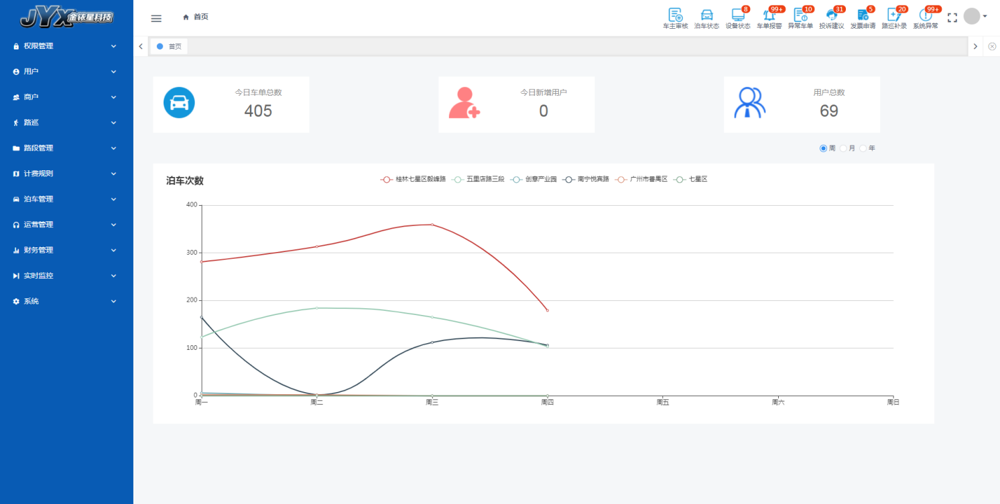 JYX金铱星科技
首页
车主审核
泊车状态
8
设备状态
99+
车单报警
10
异常车单
31
投诉建议
5
发票申请
20
路巡补录
99+
系统异常
权限管理
用户
商户
路巡
路段管理
计费规则
泊车管理
运营管理
财务管理
实时监控
系统
首页
今日车单总数
405
今日新增用户
0
用户总数
69
周 月 年
泊车次数
桂林七星区毅峰路 五里店路三段 创意产业园 南宁悦宾路 广州市番禺区 七星区
400
300
200
100
0
周一 周二 周三 周四 周五 周六 周日